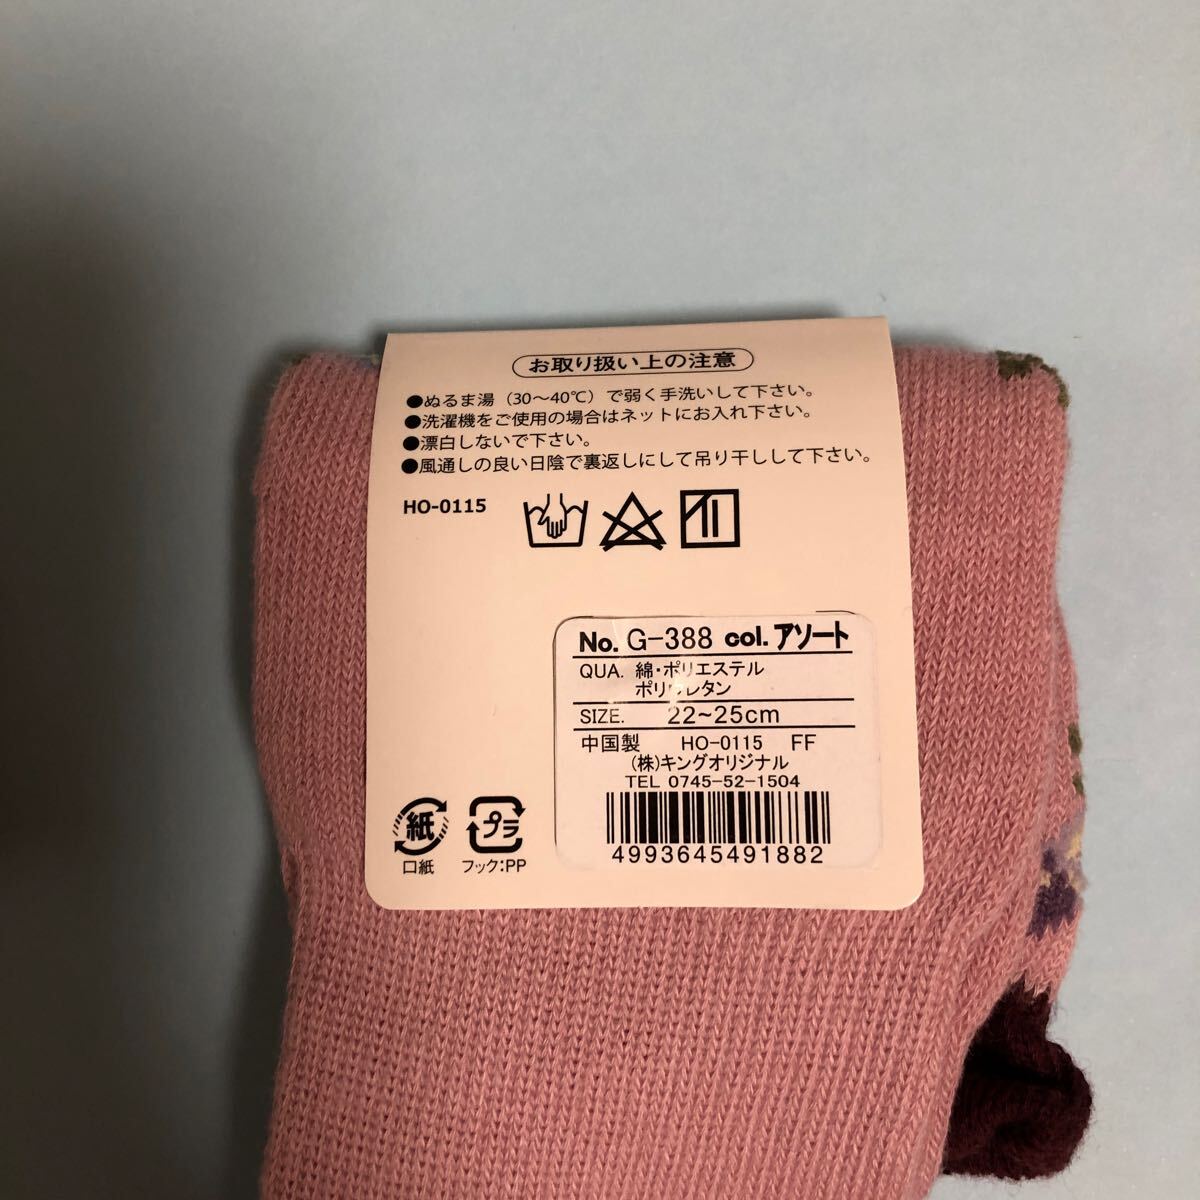 お取り扱い上の注意
●ぬるま湯（30～40℃）で弱く手洗いして下さい。
●洗濯機をご使用の場合はネットにお入れ下さい。
●漂白しないで下さい。
●風通しの良い日陰で裏返しにして吊り干しして下さい。
HO-0115
No. G-388 col. アソート
QUA. 綿・ポリエステル
ポリウレタン
SIZE. 22~25cm
中国製 HO-0115 FF
(株)キングオリジナル
TEL 0745-52-1504
4993645491882
紙
口紙
プラ
フック:PP